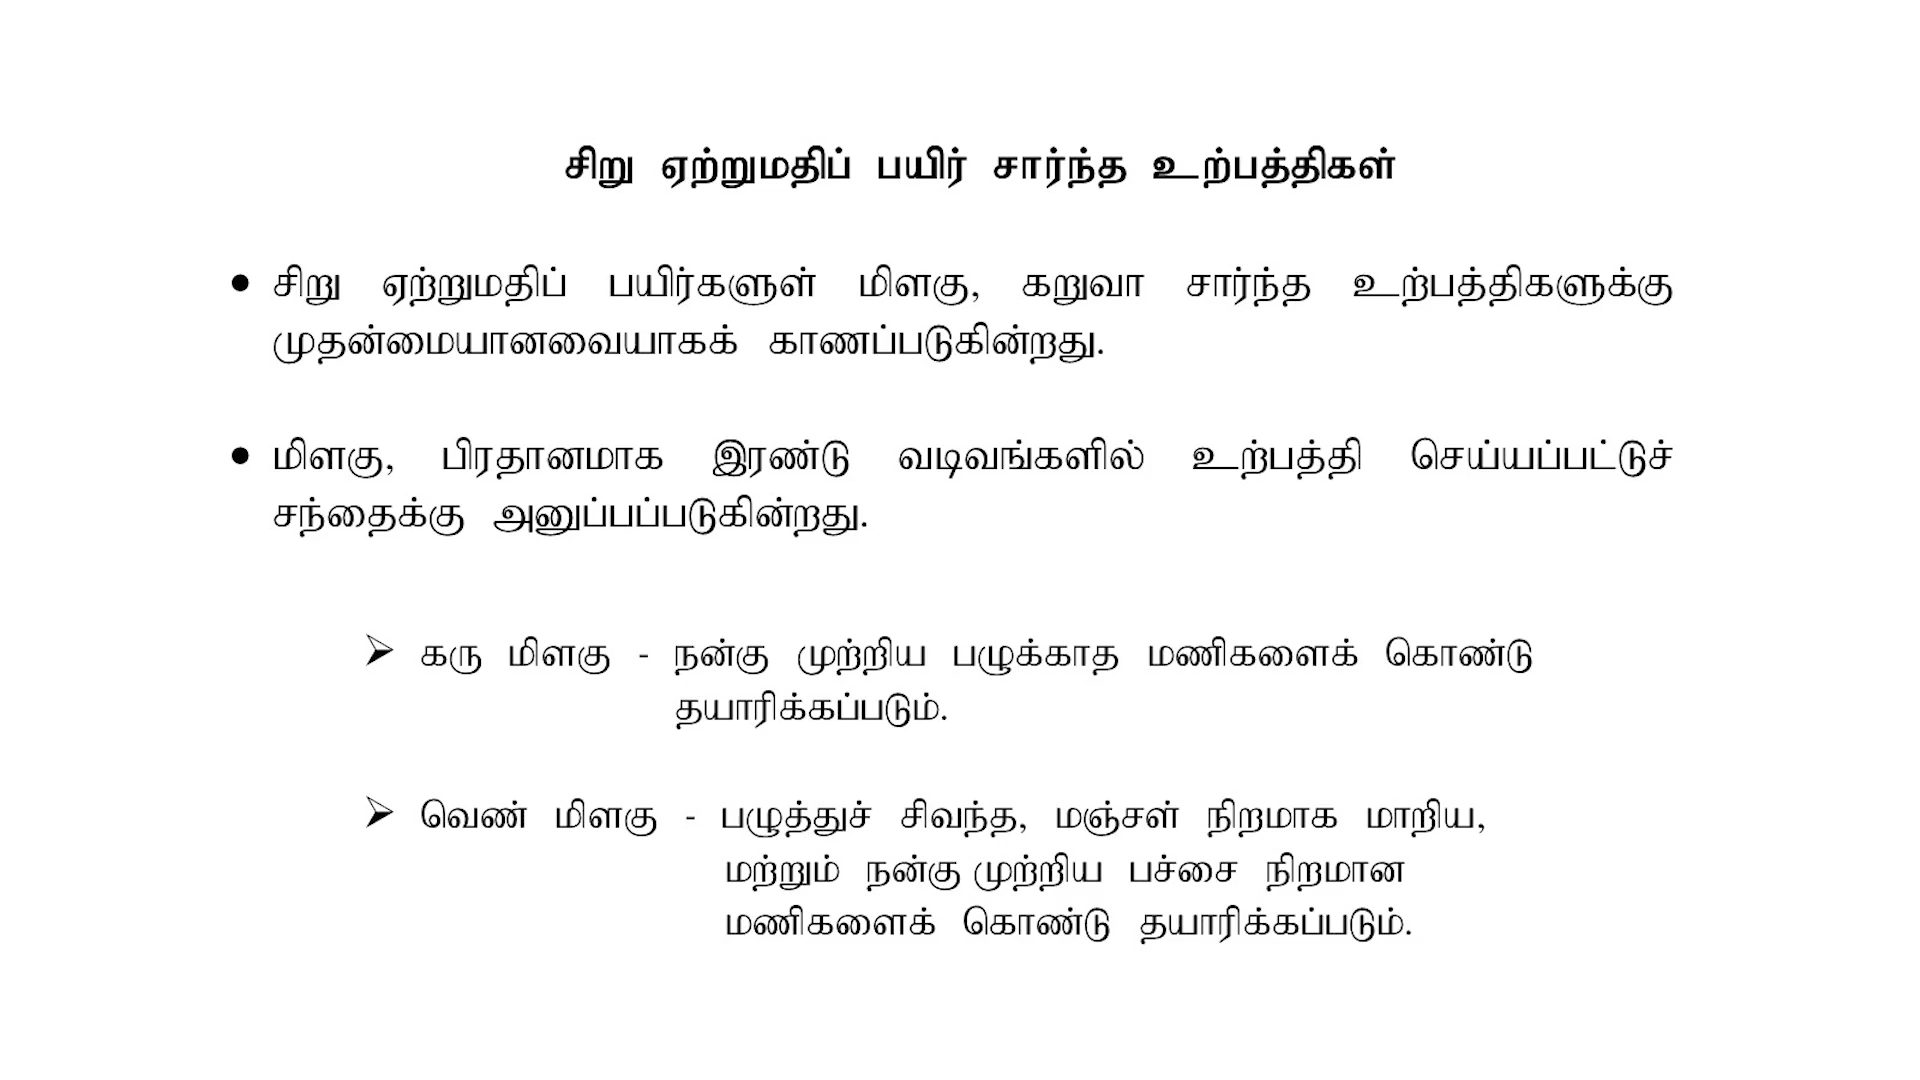 சிறு ஏற்றுமதிப் பயிர் சார்ந்த உற்பத்திகள்
• சிறு ஏற்றுமதிப் பயிர்களுள் மிளகு, கறுவா சார்ந்த உற்பத்திகளுக்கு
முதன்மையானவையாகக் காணப்படுகின்றது.
• மிளகு, பிரதானமாக இரண்டு வடிவங்களில் உற்பத்தி செய்யப்பட்டுச்
சந்தைக்கு அனுப்பப்படுகின்றது.
➢ கரு மிளகு - நன்கு முற்றிய பழுக்காத மணிகளைக் கொண்டு
தயாரிக்கப்படும்.
➢ வெண் மிளகு - பழுத்துச் சிவந்த, மஞ்சள் நிறமாக மாறிய,
மற்றும் நன்கு முற்றிய பச்சை நிறமான
மணிகளைக் கொண்டு தயாரிக்கப்படும்.